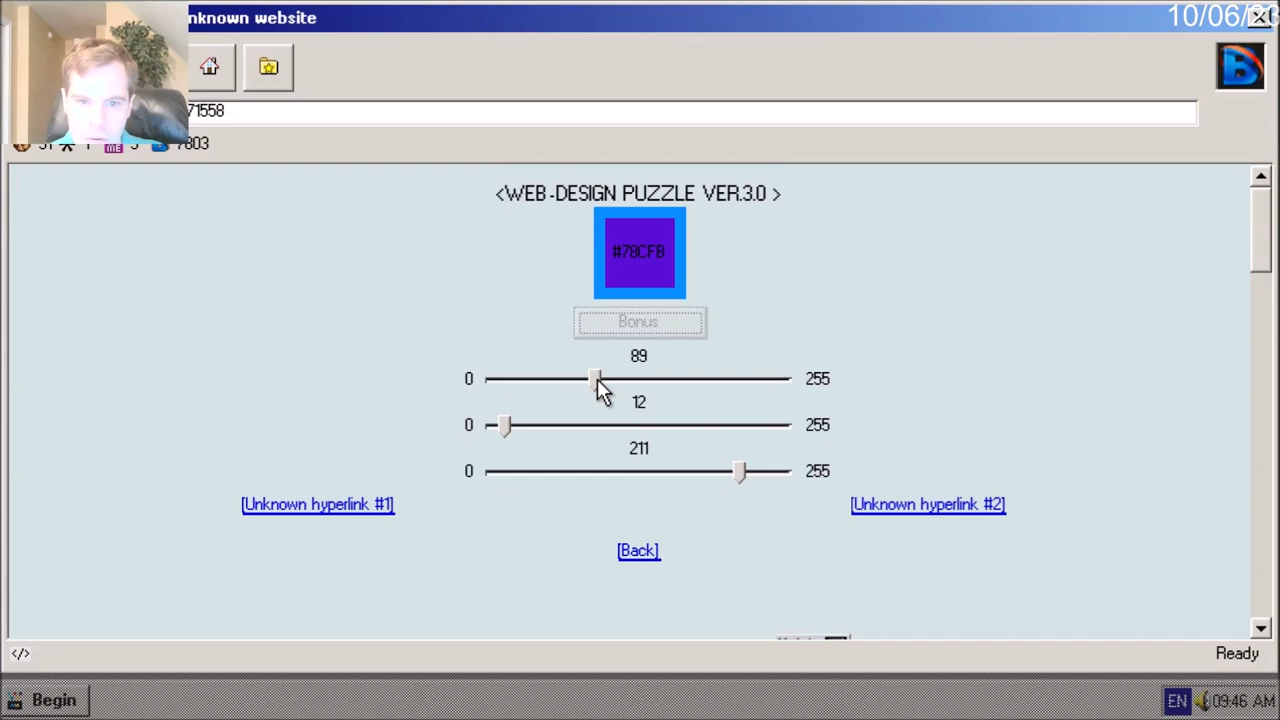 nknown website
10/06/
71558
7803
<WEB-DESIGN PUZZLE VER.3.0 >
#78CFB
Bonus
89
0 255
12
0 255
211
0 255
[Unknown hyperlink #1] [Unknown hyperlink #2]
[Back]
</> Ready
Begin EN 09:46 AM